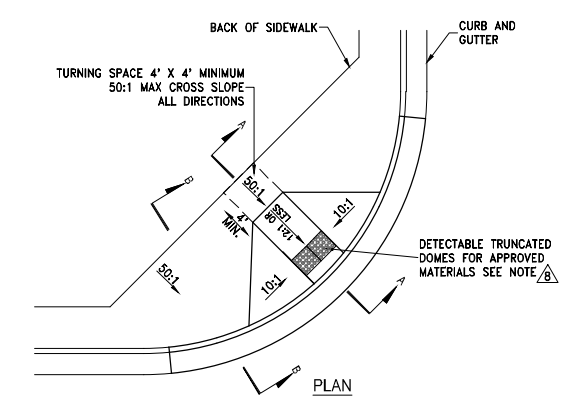 BACK OF SIDEWALK
CURB AND
GUTTER
TURNING SPACE 4' X 4' MINIMUM
50:1 MAX CROSS SLOPE
ALL DIRECTIONS
A
B
50:1
4'
MIN.
12:1 OR
LESS
10:1
DETECTABLE TRUNCATED
DOMES FOR APPROVED
MATERIALS SEE NOTE 8
50:1
10:1
A
B
PLAN